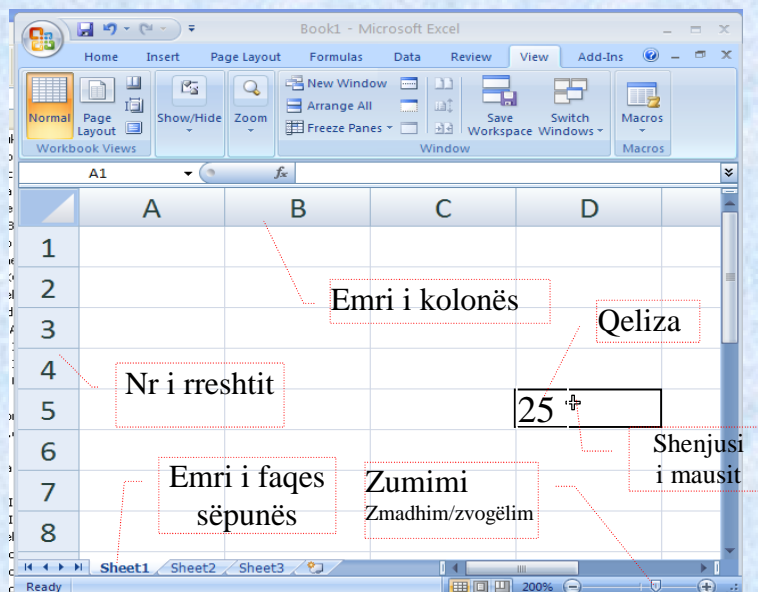 Book1 - Microsoft Excel
Home Insert Page Layout Formulas Data Review View Add-Ins
Normal Page Layout Show/Hide Zoom New Window Save Workspace Switch Windows Macros
Arrange All
Freeze Panes
Workbook Views Window Macros
A1 fx
A B C D
1
2
Emri i kolonës
3
Qeliza
4
Nr i rreshtit
5
25
6
Shenjusi
i mausit
7
Emri i faqes
sëpunës
Zumimi
Zmadhim/zvogëlim
8
Sheet1 Sheet2 Sheet3
Ready 200%